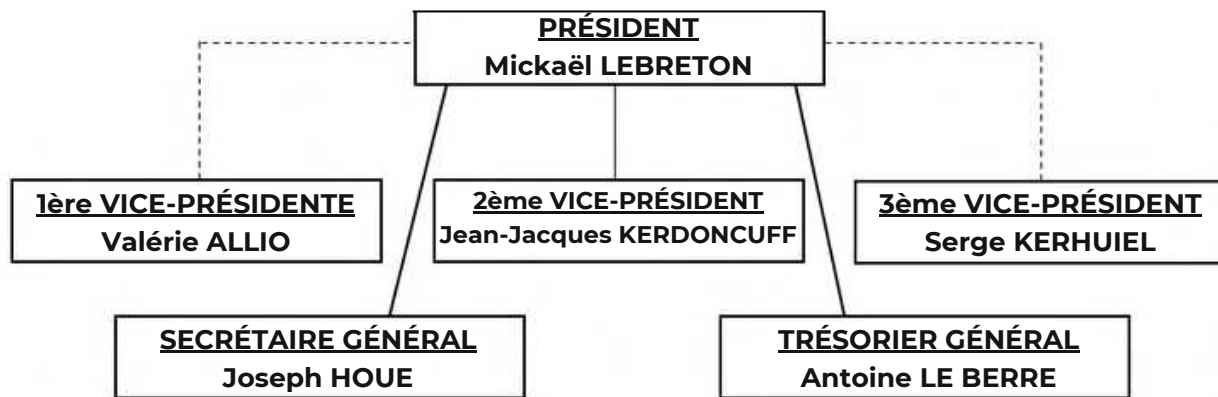 PRÉSIDENT
Mickaël LEBRETON
1ère VICE-PRÉSIDENTE
Valérie ALLIO
2ème VICE-PRÉSIDENT
Jean-Jacques KERDONCUFF
3ème VICE-PRÉSIDENT
Serge KERHUIEL
SECRÉTAIRE GÉNÉRAL
Joseph HOUE
TRÉSORIER GÉNÉRAL
Antoine LE BERRE